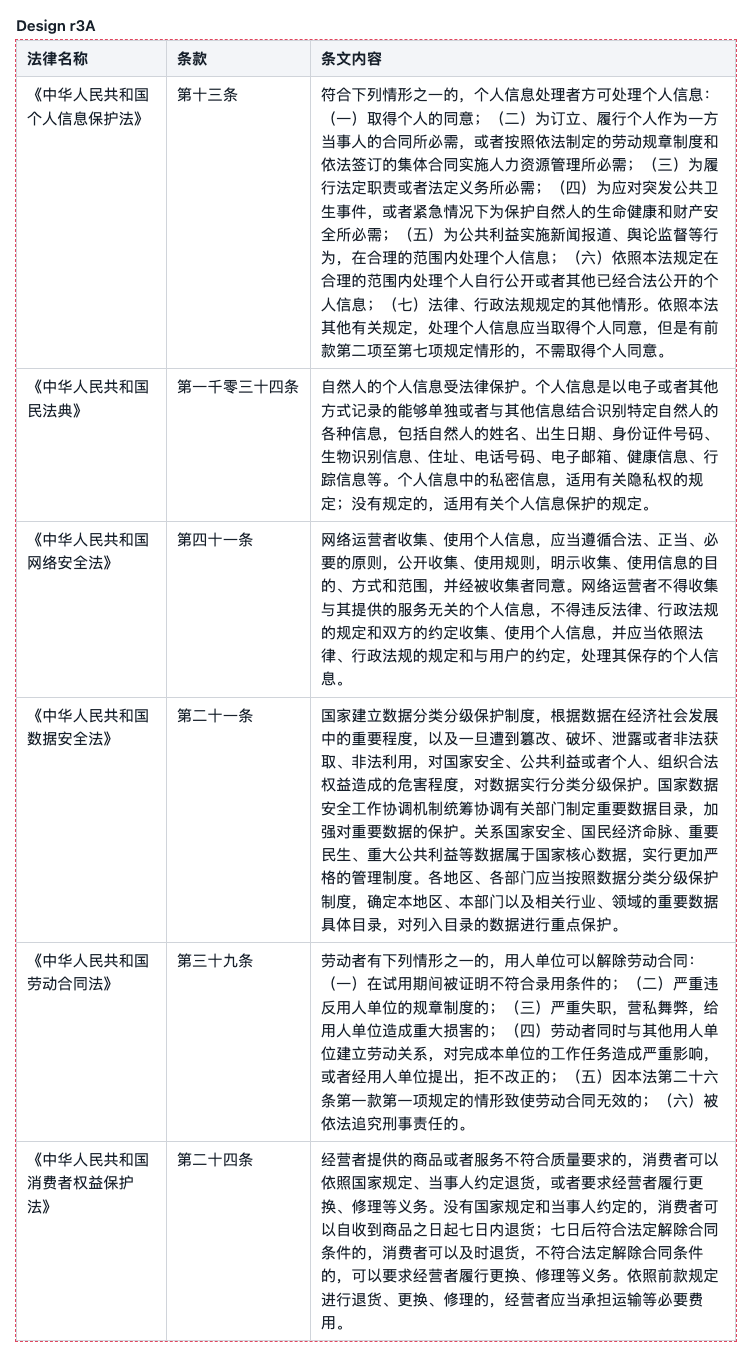 Design r3A
法律名称 条款 条文内容
《中华人民共和国
个人信息保护法》
第十三条
符合下列情形之一的，个人信息处理者方可处理个人信息：
（一）取得个人的同意；（二）为订立、履行个人作为一方
当事人的合同所必需，或者按照依法制定的劳动规章制度和
依法签订的集体合同实施人力资源管理所必需；（三）为履
行法定职责或者法定义务所必需；（四）为应对突发公共卫
生事件，或者紧急情况下为保护自然人的生命健康和财产安
全所必需；（五）为公共利益实施新闻报道、舆论监督等行
为，在合理的范围内处理个人信息；（六）依照本法规定在
合理的范围内处理个人自行公开或者其他已经合法公开的个
人信息；（七）法律、行政法规规定的其他情形。依照本法
其他有关规定，处理个人信息应当取得个人同意，但是有前
款第二项至第七项规定情形的，不需取得个人同意。
《中华人民共和国
民法典》
第一千零三十四条
自然人的个人信息受法律保护。个人信息是以电子或者其他
方式记录的能够单独或者与其他信息结合识别特定自然人的
各种信息，包括自然人的姓名、出生日期、身份证件号码、
生物识别信息、住址、电话号码、电子邮箱、健康信息、行
踪信息等。个人信息中的私密信息，适用有关隐私权的规
定；没有规定的，适用有关个人信息保护的规定。
《中华人民共和国
网络安全法》
第四十一条
网络运营者收集、使用个人信息，应当遵循合法、正当、必
要的原则，公开收集、使用规则，明示收集、使用信息的目
的、方式和范围，并经被收集者同意。网络运营者不得收集
与其提供的服务无关的个人信息，不得违反法律、行政法规
的规定和双方的约定收集、使用个人信息，并应当依照法
律、行政法规的规定和与用户的约定，处理其保存的个人信
息。
《中华人民共和国
数据安全法》
第二十一条
国家建立数据分类分级保护制度，根据数据在经济社会发展
中的重要程度，以及一旦遭到篡改、破坏、泄露或者非法获
取、非法利用，对国家安全、公共利益或者个人、组织合法
权益造成的危害程度，对数据实行分类分级保护。国家数据
安全工作协调机制统筹协调有关部门制定重要数据目录，加
强对重要数据的保护。关系国家安全、国民经济命脉、重要
民生、重大公共利益等数据属于国家核心数据，实行更加严
格的管理制度。各地区、各部门应当按照数据分类分级保护
制度，确定本地区、本部门以及相关行业、领域的重要数据
具体目录，对列入目录的数据进行重点保护。
《中华人民共和国
劳动合同法》
第三十九条
劳动者有下列情形之一的，用人单位可以解除劳动合同：
（一）在试用期间被证明不符合录用条件的；（二）严重违
反用人单位的规章制度的；（三）严重失职，营私舞弊，给
用人单位造成重大损害的；（四）劳动者同时与其他用人单
位建立劳动关系，对完成本单位的工作任务造成严重影响，
或者经用人单位提出，拒不改正的；（五）因本法第二十六
条第一款第一项规定的情形致使劳动合同无效的；（六）被
依法追究刑事责任的。
《中华人民共和国
消费者权益保护
法》
第二十四条
经营者提供的商品或者服务不符合质量要求的，消费者可以
依照国家规定、当事人约定退货，或者要求经营者履行更
换、修理等义务。没有国家规定和当事人约定的，消费者可
以自收到商品之日起七日内退货；七日后符合法定解除合同
条件的，消费者可以及时退货，不符合法定解除合同条件
的，可以要求经营者履行更换、修理等义务。依照前款规定
进行退货、更换、修理的，经营者应当承担运输等必要费
用。